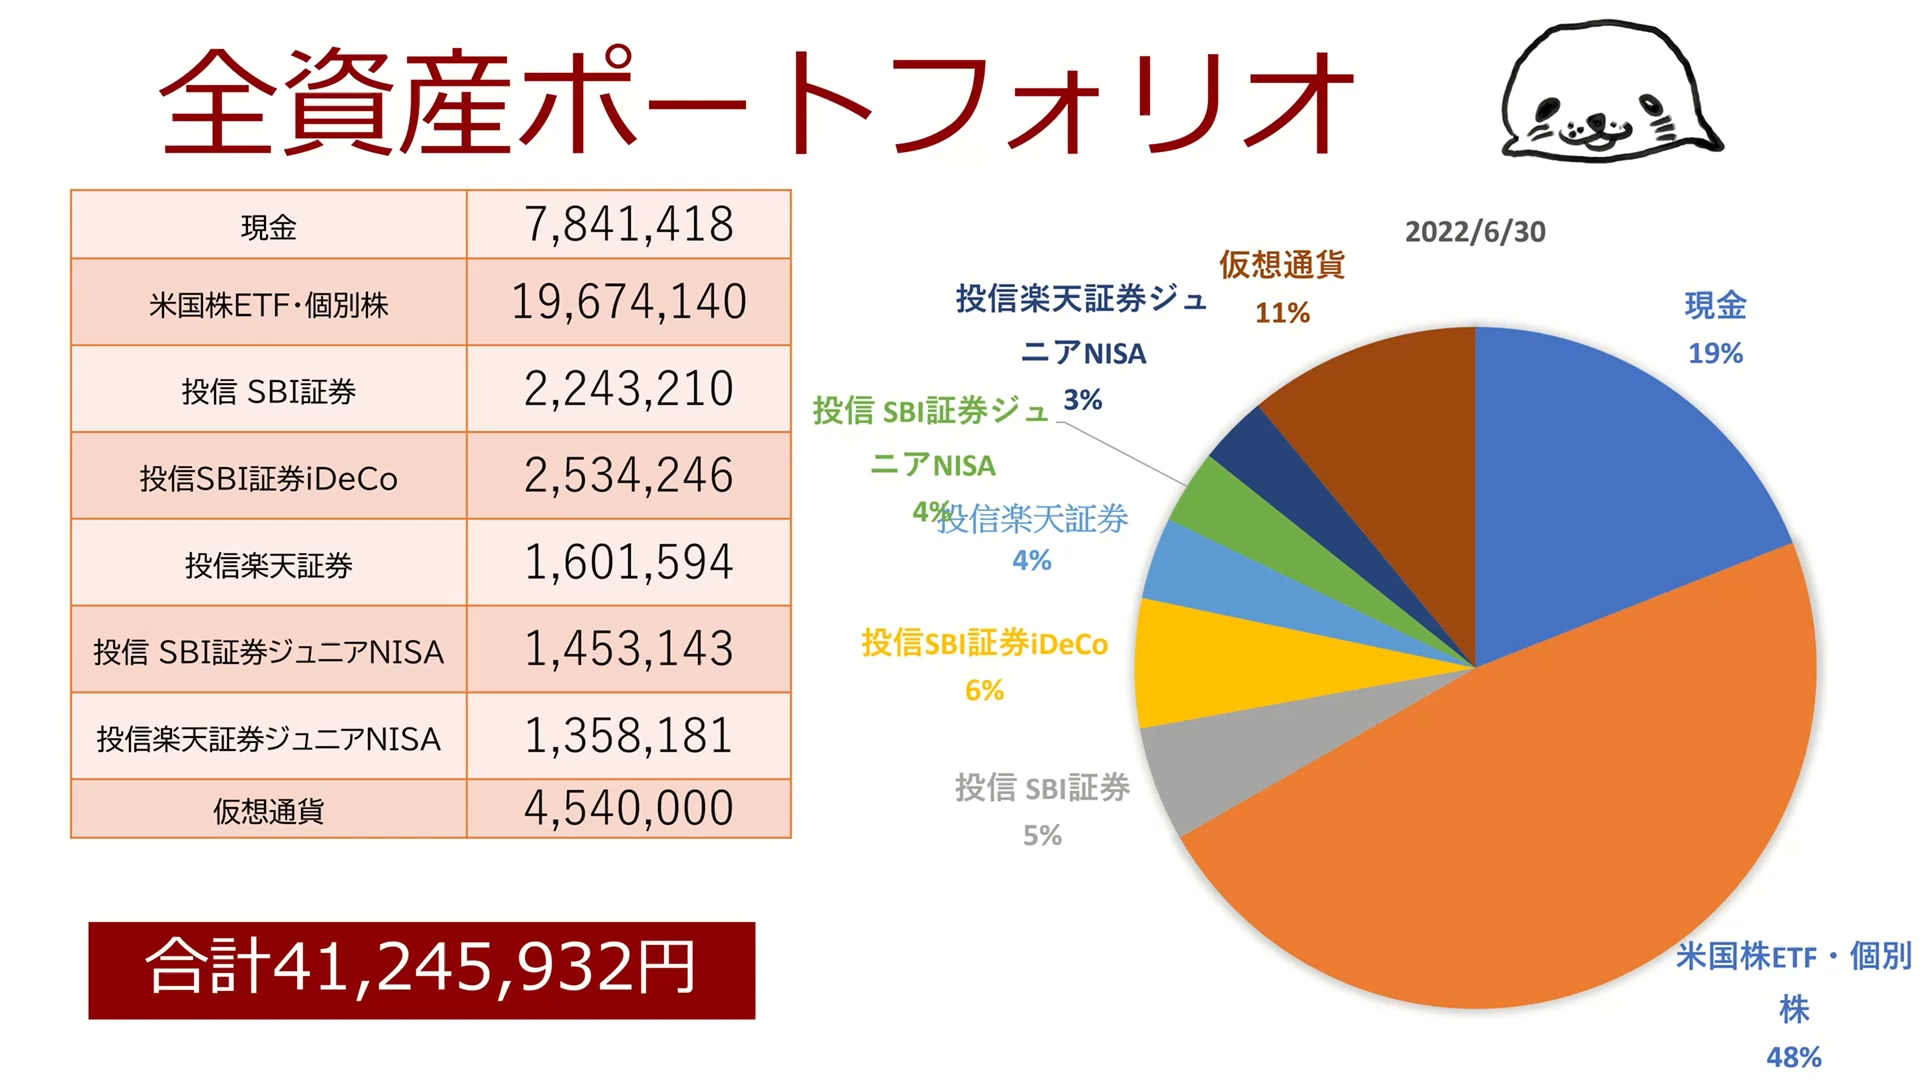 全資産ポートフォリオ
現金 7,841,418
米国株ETF・個別株 19,674,140
投信 SBI証券 2,243,210
投信SBI証券iDeCo 2,534,246
投信楽天証券 1,601,594
投信 SBI証券ジュニアNISA 1,453,143
投信楽天証券ジュニアNISA 1,358,181
仮想通貨 4,540,000
合計41,245,932円
2022/6/30
仮想通貨
11%
現金
19%
投信楽天証券ジュ
ニアNISA
3%
投信 SBI証券ジュ
ニアNISA
4%
投信楽天証券
4%
投信SBI証券iDeCo
6%
投信 SBI証券
5%
米国株ETF・個別
株
48%